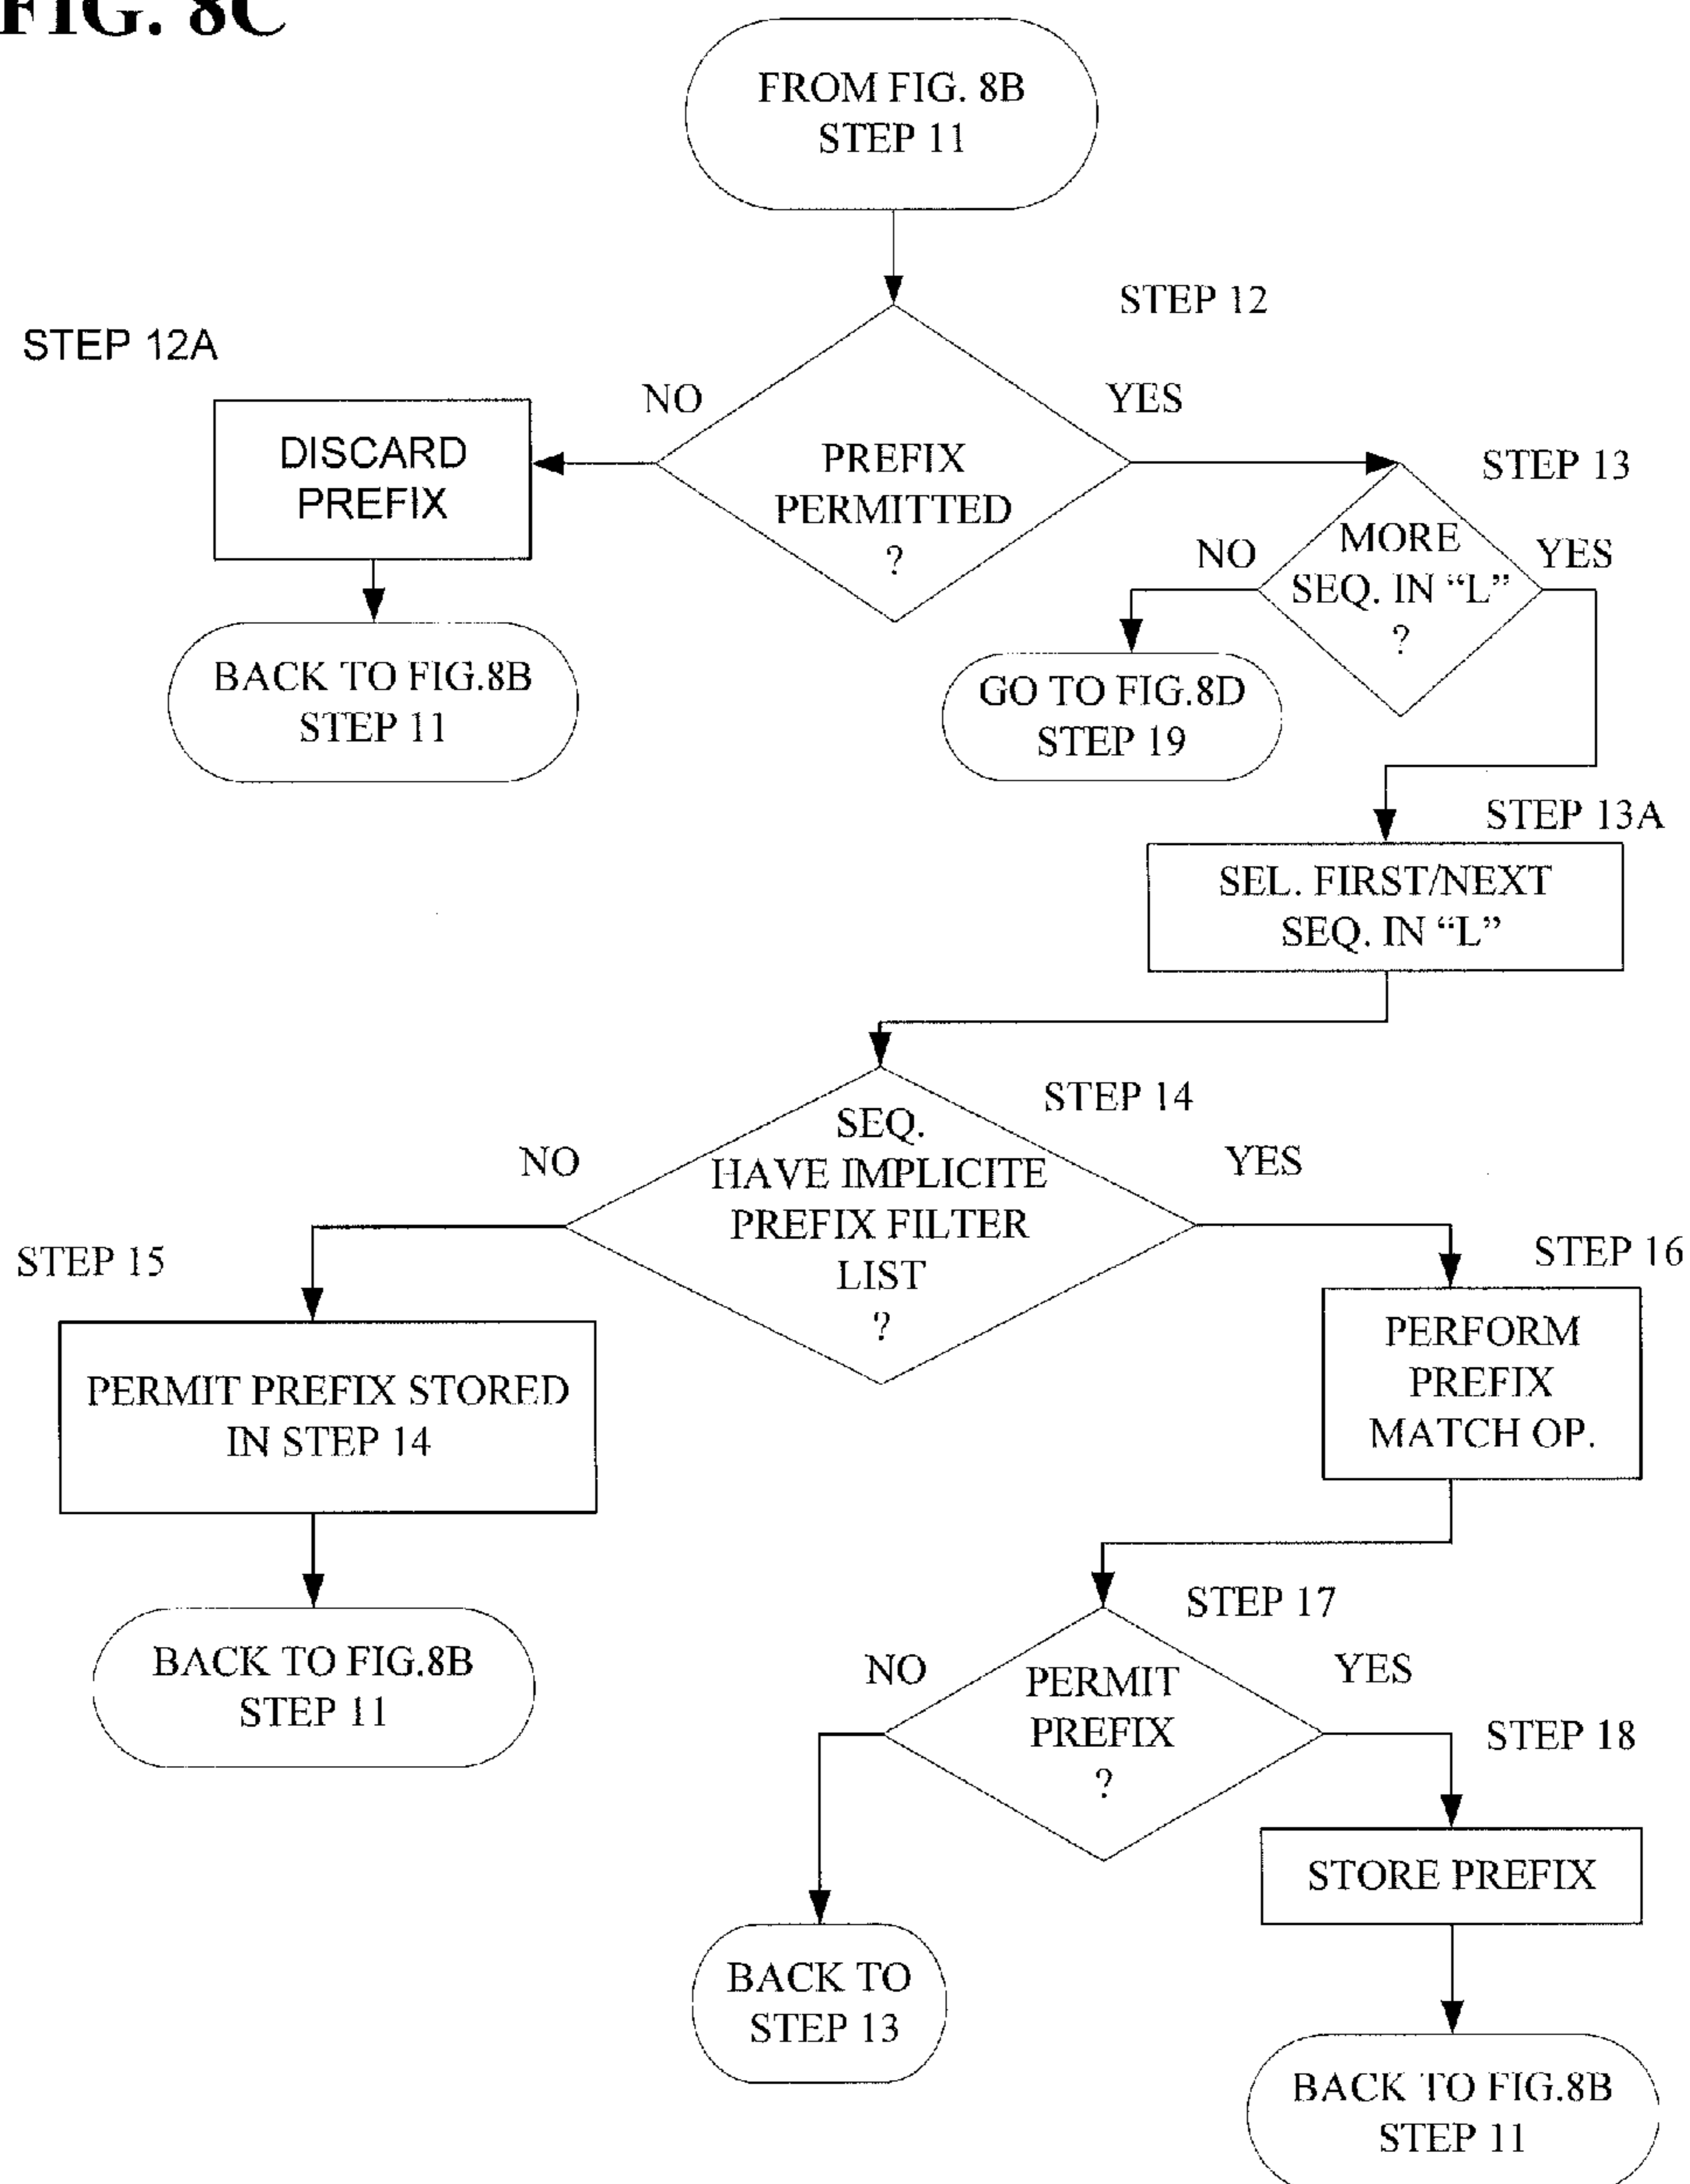 FIG. 8C
FROM FIG. 8B
STEP 11
STEP 12
STEP 12A
NO
YES
DISCARD
PREFIX
PREFIX
PERMITTED
?
STEP 13
NO
MORE
SEQ. IN “L”
?
YES
BACK TO FIG.8B
STEP 11
GO TO FIG.8D
STEP 19
STEP 13A
SEL. FIRST/NEXT
SEQ. IN “L”
STEP 14
NO
SEQ.
HAVE IMPLICITE
PREFIX FILTER
LIST
?
YES
STEP 15
STEP 16
PERMIT PREFIX STORED
IN STEP 14
PERFORM
PREFIX
MATCH OP.
BACK TO FIG.8B
STEP 11
STEP 17
NO
PERMIT
PREFIX
?
YES
STEP 18
STORE PREFIX
BACK TO
STEP 13
BACK TO FIG.8B
STEP 11